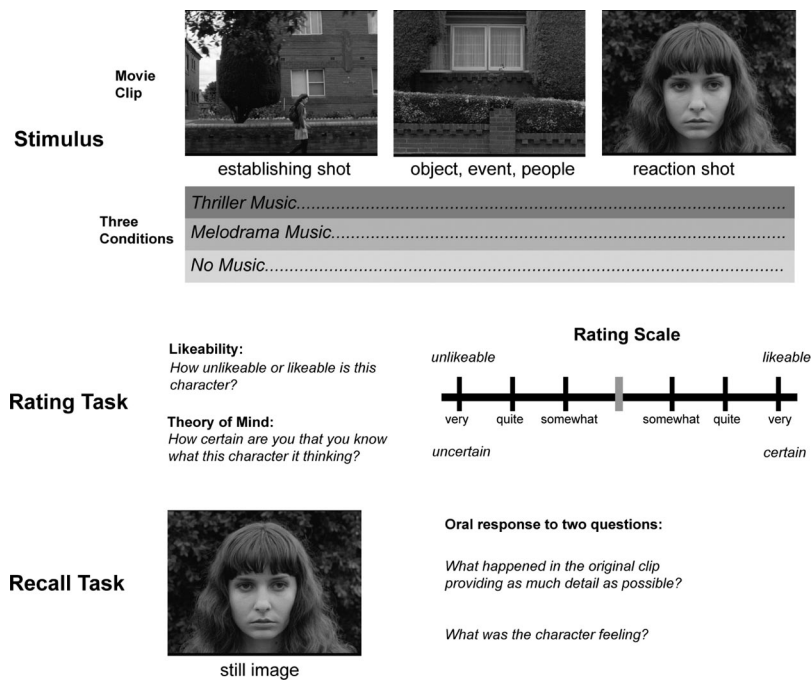 Movie
Clip
Stimulus
establishing shot
object, event, people
reaction shot
Three
Conditions
Thriller Music..........................................................................................
Melodrama Music....................................................................................
No Music.................................................................................................
Rating Task
Likeability:
How unlikeable or likeable is this
character?
Theory of Mind:
How certain are you that you know
what this character it thinking?
Rating Scale
unlikeable likeable
very quite somewhat somewhat quite very
uncertain certain
Recall Task
still image
Oral response to two questions:
What happened in the original clip
providing as much detail as possible?
What was the character feeling?